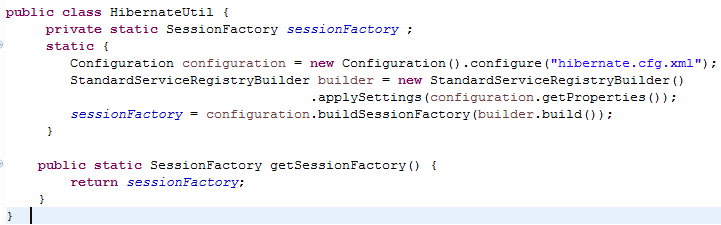 public class HibernateUtil {
private static SessionFactory sessionFactory ;
static {
Configuration configuration = new Configuration().configure("hibernate.cfg.xml");
StandardServiceRegistryBuilder builder = new StandardServiceRegistryBuilder()
.applySettings(configuration.getProperties());
sessionFactory = configuration.buildSessionFactory(builder.build());
}
public static SessionFactory getSessionFactory() {
return sessionFactory;
}
}